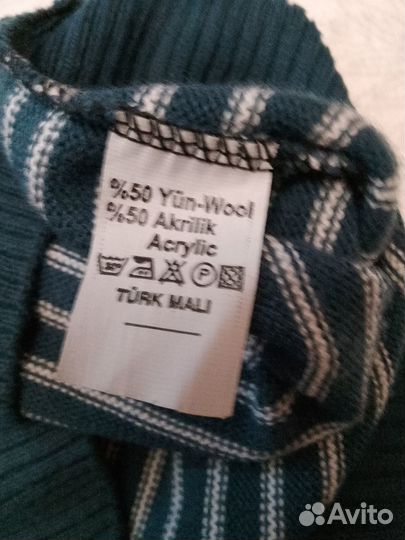 %50 Yün-Wool
%50 Akrilik
Acrylic
P
TÜRK MALI
Avito